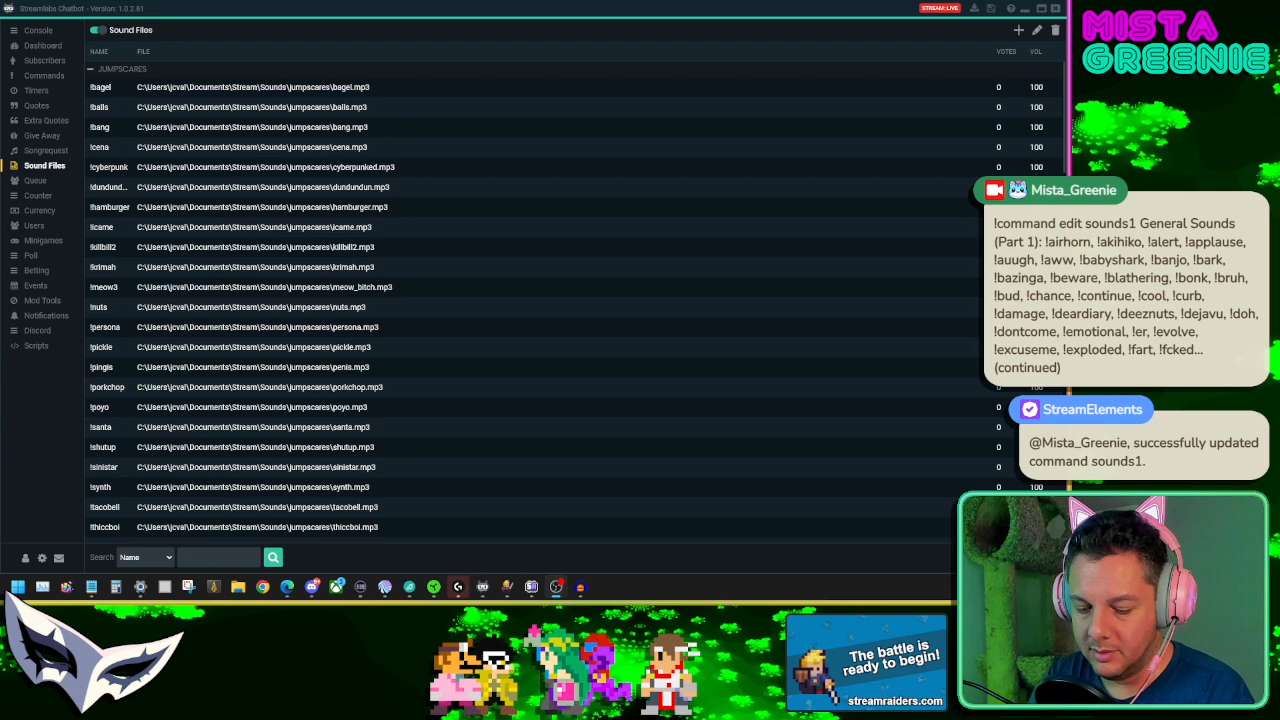 Streamlabs Chatbot - Version: 1.0.2.81
STREAM: LIVE
Console
Dashboard
Subscribers
Commands
Timers
Quotes
Extra Quotes
Give Away
Songrequest
Sound Files
Queue
Counter
Currency
Users
Minigames
Poll
Betting
Events
Mod Tools
Notifications
Discord
Scripts
Sound Files
NAME FILE VOTES VOL
JUMPSCARES
!bagel C:\Users\jcval\Documents\Stream\Sounds\jumpscares\bagel.mp3 0 100
!balls C:\Users\jcval\Documents\Stream\Sounds\jumpscares\balls.mp3 0 100
!bang C:\Users\jcval\Documents\Stream\Sounds\jumpscares\bang.mp3 0 100
!cena C:\Users\jcval\Documents\Stream\Sounds\jumpscares\cena.mp3 0 100
!cyberpunk C:\Users\jcval\Documents\Stream\Sounds\jumpscares\cyberpunked.mp3 0 100
!dundund... C:\Users\jcval\Documents\Stream\Sounds\jumpscares\dundundun.mp3
!hamburger C:\Users\jcval\Documents\Stream\Sounds\jumpscares\hamburger.mp3
!icame C:\Users\jcval\Documents\Stream\Sounds\jumpscares\icame.mp3
!killbill2 C:\Users\jcval\Documents\Stream\Sounds\jumpscares\killbill2.mp3
!krimah C:\Users\jcval\Documents\Stream\Sounds\jumpscares\krimah.mp3
!meow3 C:\Users\jcval\Documents\Stream\Sounds\jumpscares\meow_bitch.mp3
!nuts C:\Users\jcval\Documents\Stream\Sounds\jumpscares\nuts.mp3
!persona C:\Users\jcval\Documents\Stream\Sounds\jumpscares\persona.mp3
!pickle C:\Users\jcval\Documents\Stream\Sounds\jumpscares\pickle.mp3
!pingis C:\Users\jcval\Documents\Stream\Sounds\jumpscares\penis.mp3
!porkchop C:\Users\jcval\Documents\Stream\Sounds\jumpscares\porkchop.mp3
!poyo C:\Users\jcval\Documents\Stream\Sounds\jumpscares\poyo.mp3 0
!santa C:\Users\jcval\Documents\Stream\Sounds\jumpscares\santa.mp3 0
!shutup C:\Users\jcval\Documents\Stream\Sounds\jumpscares\shutup.mp3 0
!sinistar C:\Users\jcval\Documents\Stream\Sounds\jumpscares\sinistar.mp3 0
!synth C:\Users\jcval\Documents\Stream\Sounds\jumpscares\synth.mp3 0 100
!tacobell C:\Users\jcval\Documents\Stream\Sounds\jumpscares\tacobell.mp3
!thiccboi C:\Users\jcval\Documents\Stream\Sounds\jumpscares\thiccboi.mp3
Search Name
MISTA
GREENIE
Mista_Greenie
!command edit sounds1 General Sounds
(Part 1): !airhorn, !akihiko, !alert, !applause,
!auugh, !aww, !babyshark, !banjo, !bark,
!bazinga, !beware, !blathering, !bonk, !bruh,
!bud, !chance, !continue, !cool, !curb,
!damage, !deardiary, !deeznuts, !dejavu, !doh,
!dontcome, !emotional, !er, !evolve,
!excuseme, !exploded, !fart, !fcked...
(continued)
StreamElements
@Mista_Greenie, successfully updated
command sounds1.
The battle is
ready to begin!
streamraiders.com